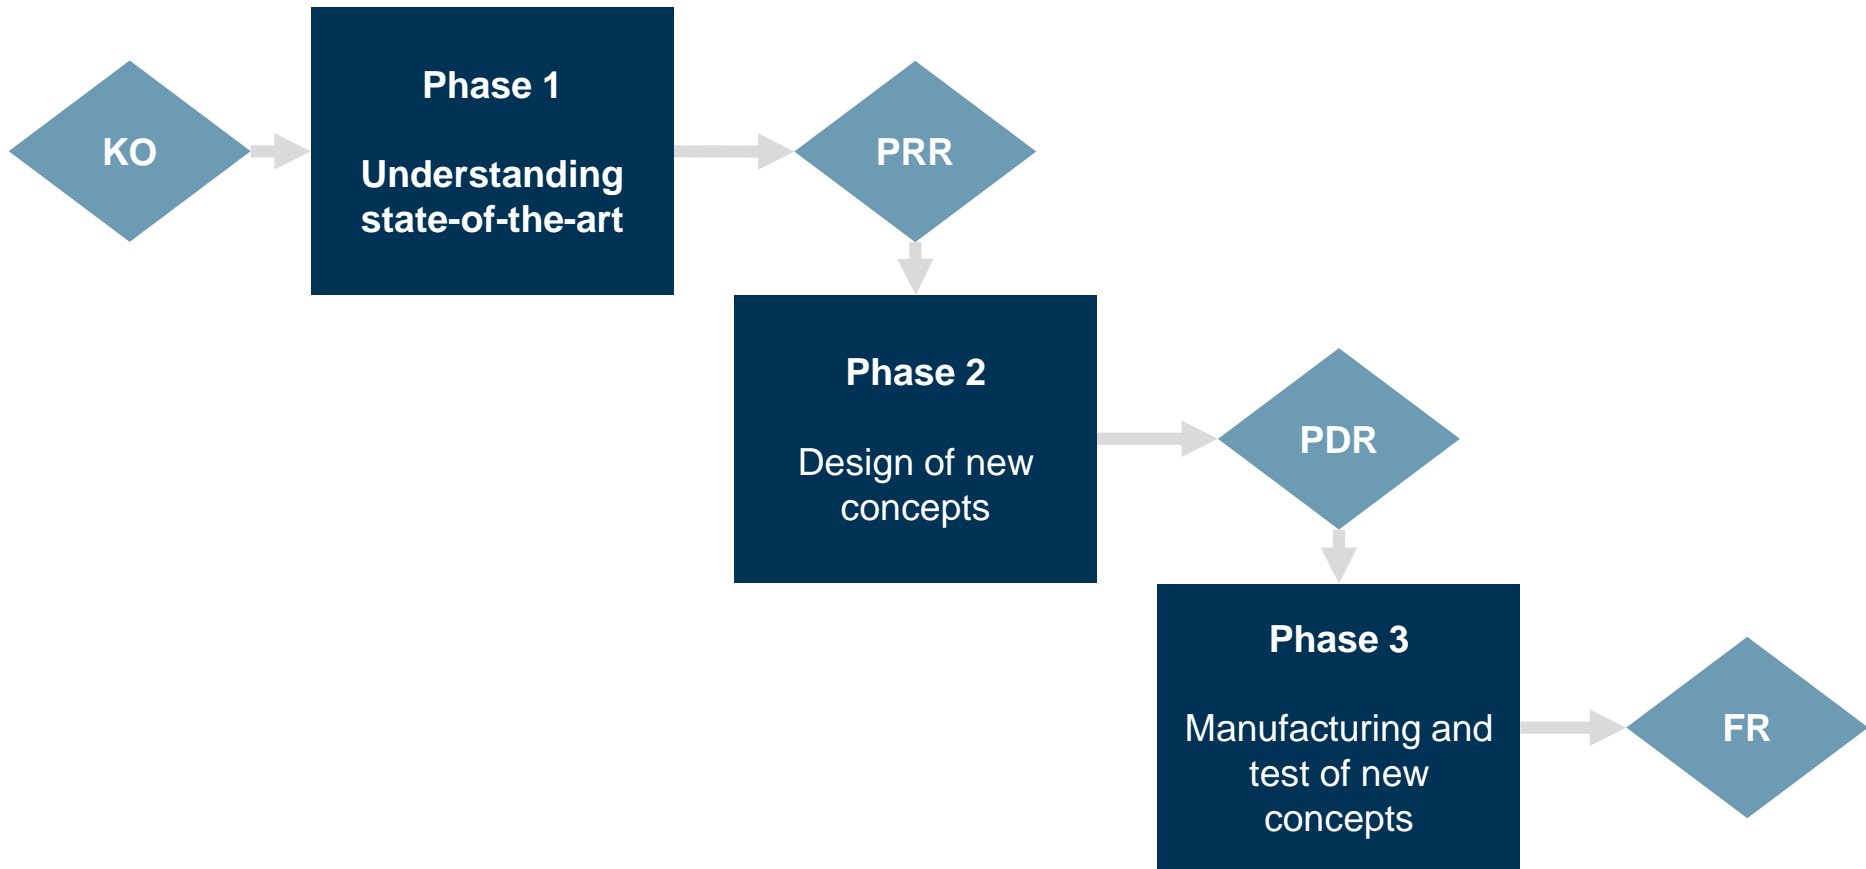 KO
Phase 1
Understanding
state-of-the-art
PRR
Phase 2
Design of new
concepts
PDR
Phase 3
Manufacturing and
test of new
concepts
FR